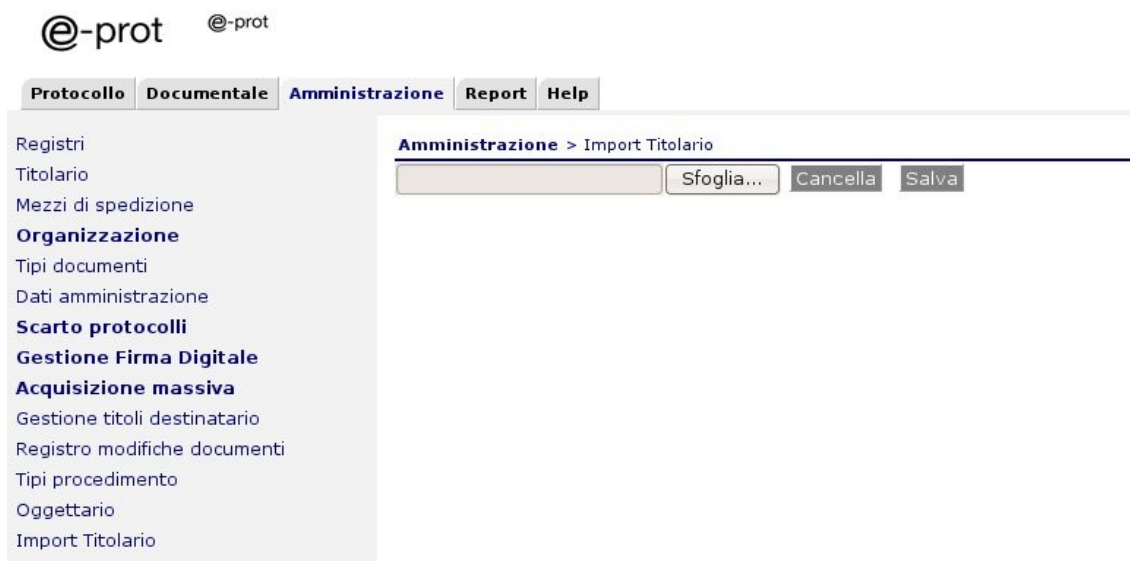 @-prot @-prot
Protocollo Documentale Amministrazione Report Help
Registri
Titolario
Mezzi di spedizione
Organizzazione
Tipi documenti
Dati amministrazione
Scarto protocolli
Gestione Firma Digitale
Acquisizione massiva
Gestione titoli destinatario
Registro modifiche documenti
Tipi procedimento
Oggettario
Import Titolario
Amministrazione > Import Titolario
Sfoglia... Cancella Salva